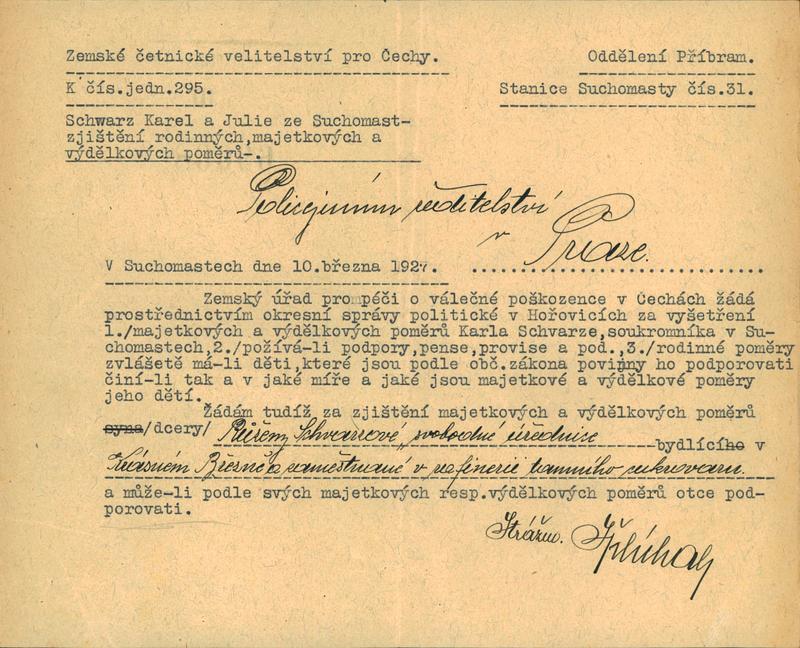 Zemské četnické velitelství pro Čechy.
Oddělení Příbram.
K čís.jedn.295.
Stanice Suchomasty čís.31.
Schwarz Karel a Julie ze Suchomast-
zjištění rodinných,majetkových a
výdělkových poměrů-.
Policejnímu ředitelství
v Praze.
V Suchomastech dne 10.března 1927.
Zemský úřad pro péči o válečné poškozence v Čechách žádá
prostřednictvím okresní správy politické v Hořovicích za vyšetření
1./majetkových a výdělkových poměrů Karla Schvarze,soukromníka v Su-
chomastech,2./požívá-li podpory,pense,provise a pod.,3./rodinné poměry
zvláště má-li děti,které jsou podle obč.zákona povinny ho podporovati
činí-li tak a v jaké míře a jaké jsou majetkové a výdělkové poměry
jeho dětí.
Žádám tudíž za zjištění majetkových a výdělkových poměrů
syna/dcery/ Růženy Schvarzové, svobodné úřednice bydlícího v
Krásném Březně a zaměstnané v rafinerii tamního cukrovaru.
a může-li podle svých majetkových resp.výdělkových poměrů otce pod-
porovati.
Strážm.